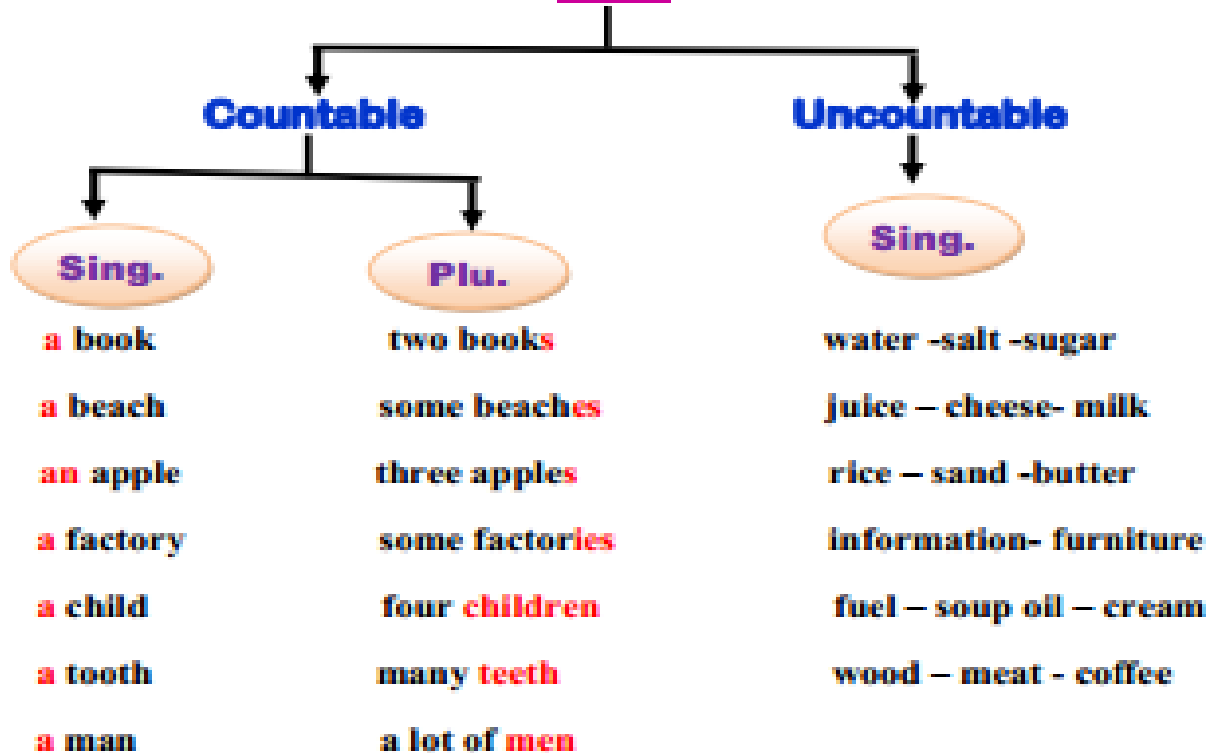 Countable
Uncountable
Sing.
Plu.
Sing.
a book
two books
water -salt -sugar
a beach
some beaches
juice – cheese- milk
an apple
three apples
rice – sand -butter
a factory
some factories
information- furniture
a child
four children
fuel – soup oil – cream
a tooth
many teeth
wood – meat - coffee
a man
a lot of men